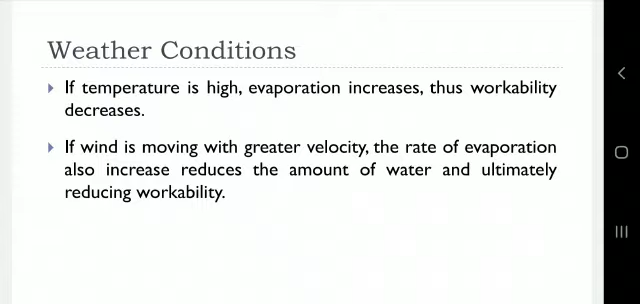 Weather Conditions
If temperature is high, evaporation increases, thus workability
decreases.
If wind is moving with greater velocity, the rate of evaporation
also increase reduces the amount of water and ultimately
reducing workability.